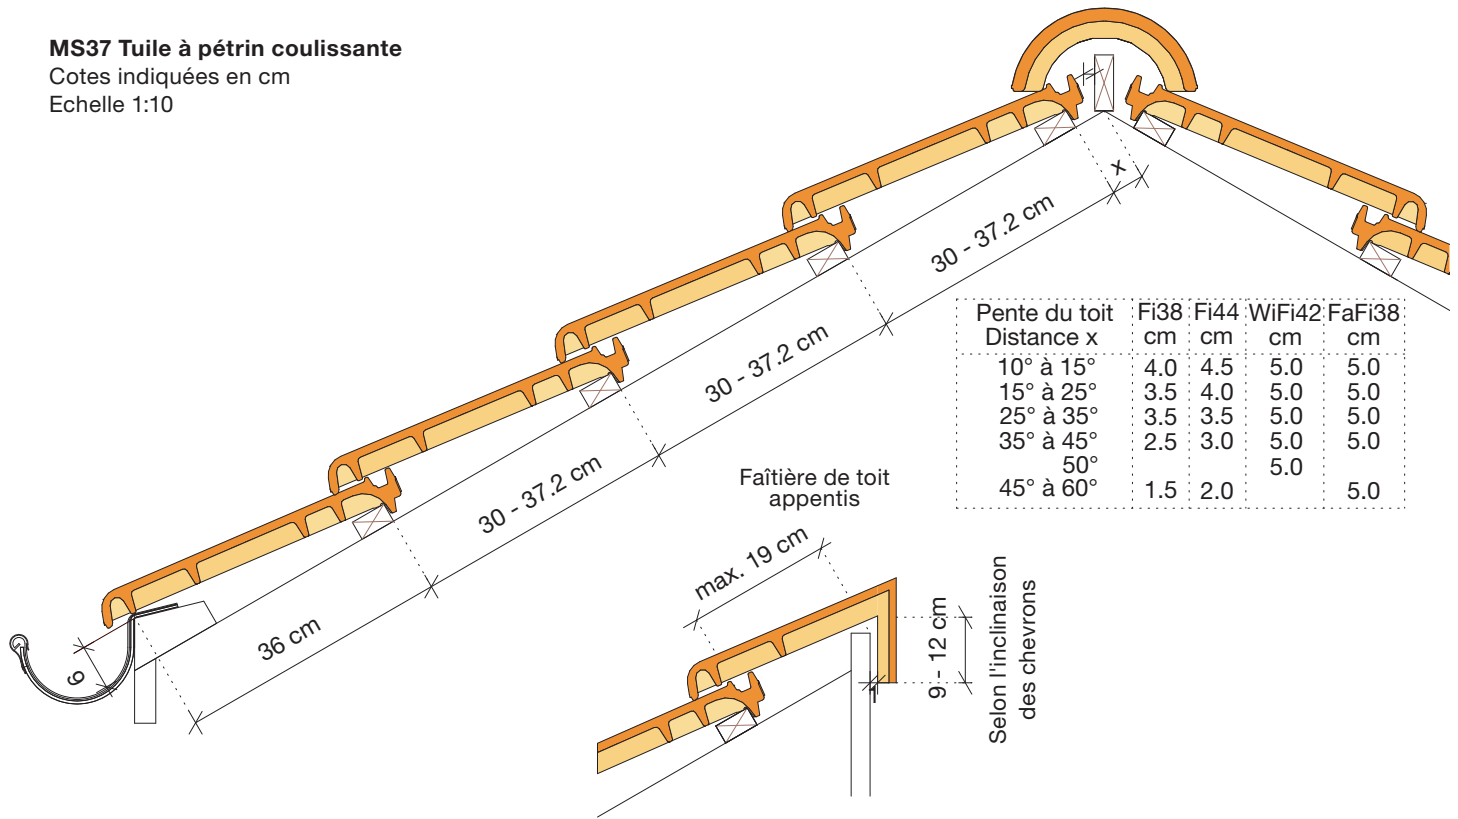 MS37 Tuile à pétrin coulissante
Cotes indiquées en cm
Echelle 1:10
x
30 - 37.2 cm
30 - 37.2 cm
30 - 37.2 cm
36 cm
9
Pente du toit Fi38 Fi44 WiFi42 FaFi38
Distance x cm cm cm cm
10° à 15° 4.0 4.5 5.0 5.0
15° à 25° 3.5 4.0 5.0 5.0
25° à 35° 3.5 3.5 5.0 5.0
35° à 45° 2.5 3.0 5.0 5.0
50° 5.0
45° à 60° 1.5 2.0 5.0
Faîtière de toit
appentis
max. 19 cm
1
9 - 12 cm
Selon l'inclinaison
des chevrons